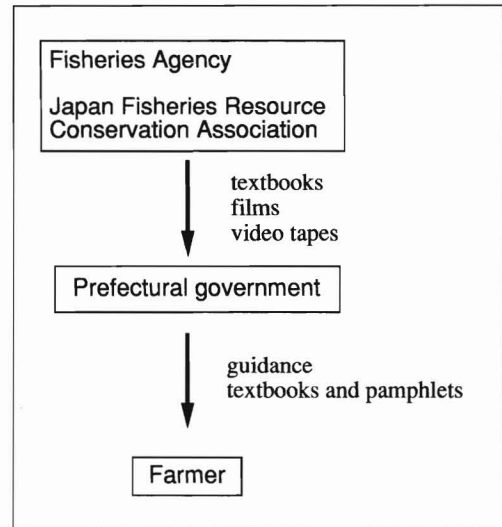 Fisheries Agency
Japan Fisheries Resource
Conservation Association
textbooks
films
video tapes
Prefectural government
guidance
textbooks and pamphlets
Farmer